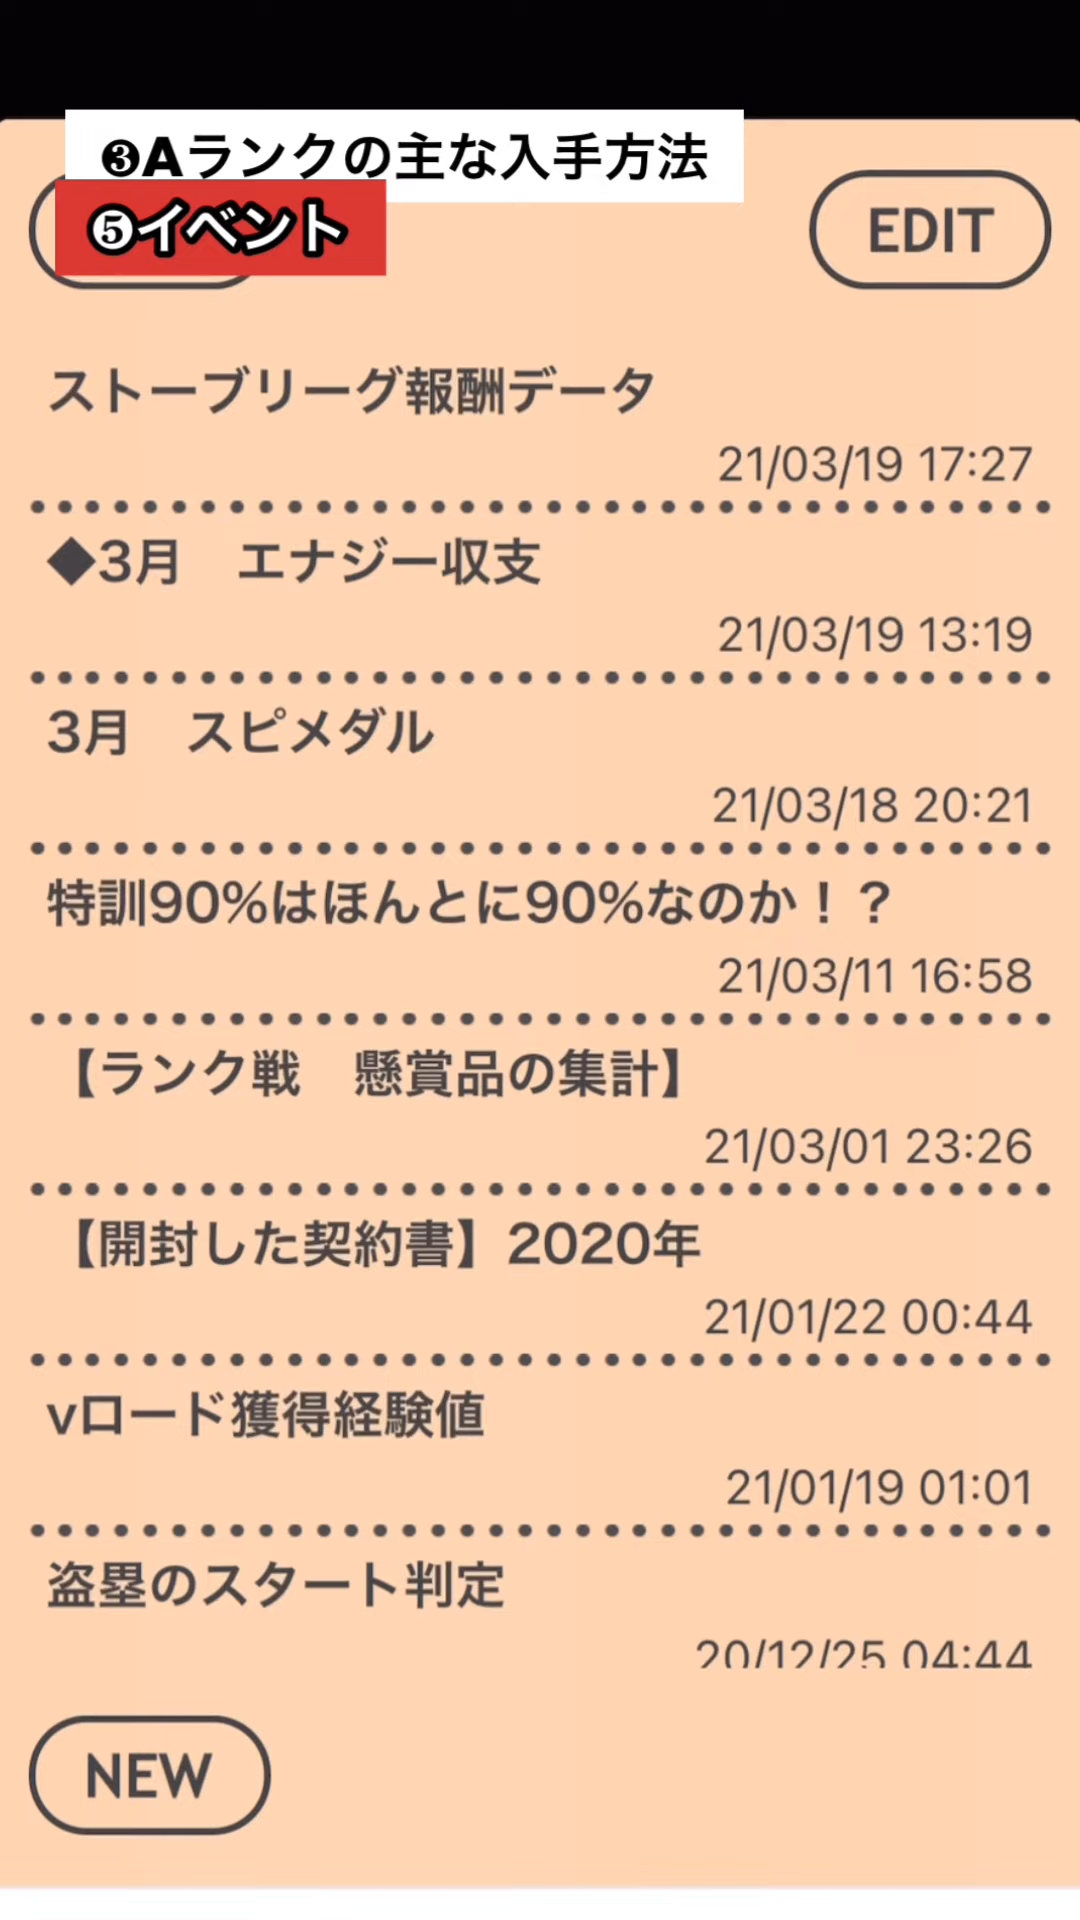 ❸Aランクの主な入手方法
❺イベント
EDIT
ストーブリーグ報酬データ
21/03/19 17:27
◆3月　エナジー収支
21/03/19 13:19
3月　スピメダル
21/03/18 20:21
特訓90%はほんとに90%なのか！？
21/03/11 16:58
【ランク戦　懸賞品の集計】
21/03/01 23:26
【開封した契約書】2020年
21/01/22 00:44
vロード獲得経験値
21/01/19 01:01
盗塁のスタート判定
20/12/25 04:44
NEW